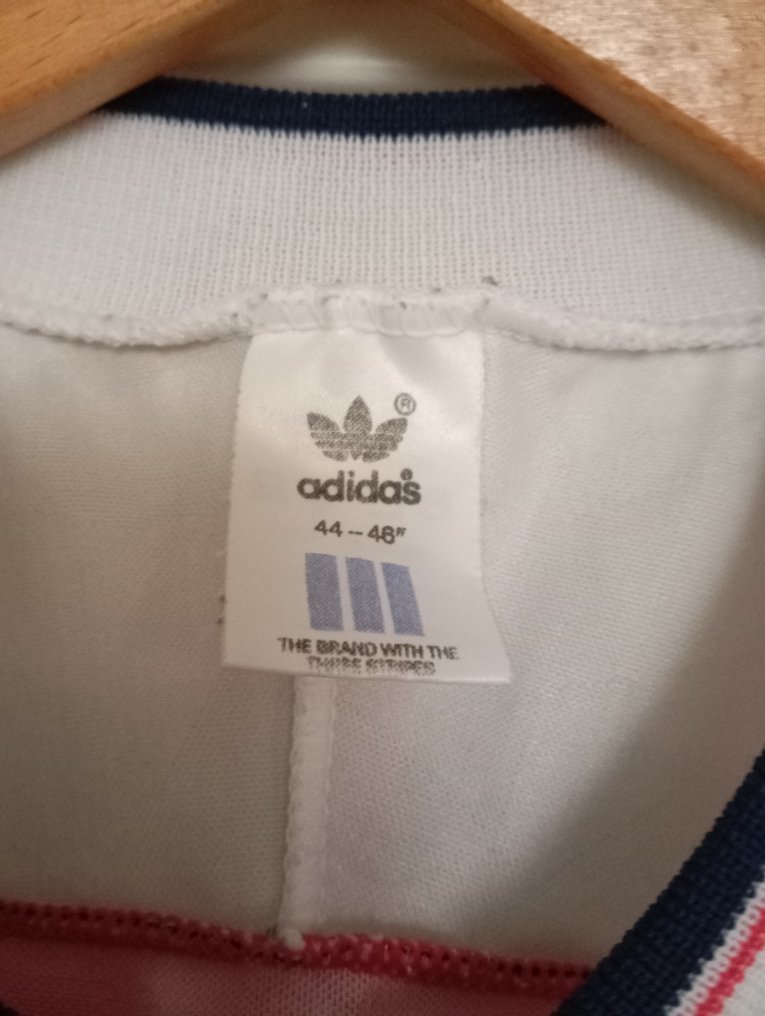 ®
adidas®
44--46"
THE BRAND WITH THE
THREE STRIPES